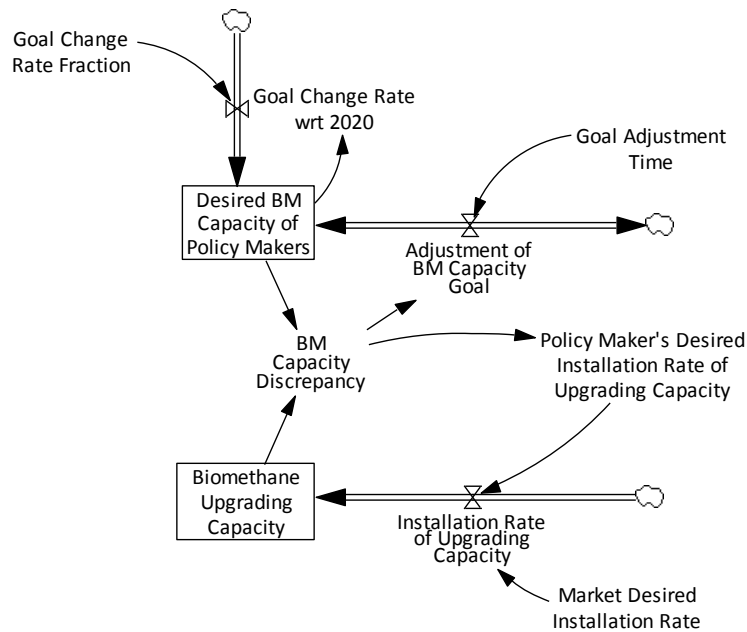 Goal Change
Rate Fraction
Goal Change Rate
wrt 2020
Goal Adjustment
Time
Desired BM
Capacity of
Policy Makers
Adjustment of
BM Capacity
Goal
BM
Capacity
Discrepancy
Policy Maker's Desired
Installation Rate of
Upgrading Capacity
Biomethane
Upgrading
Capacity
Installation Rate
of Upgrading
Capacity
Market Desired
Installation Rate